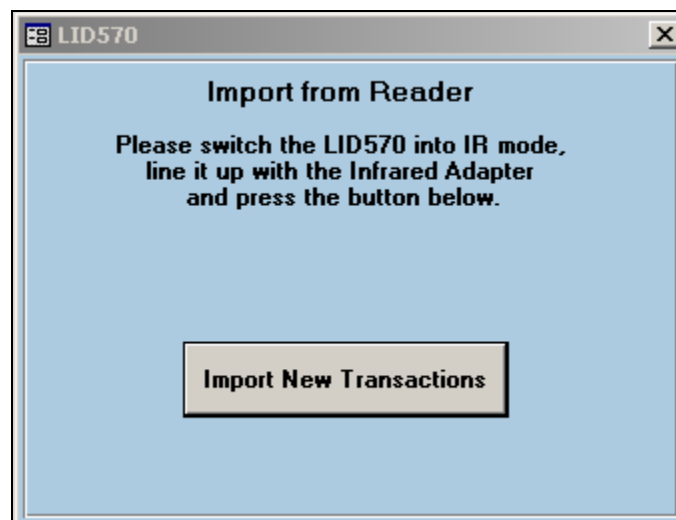 LID570
Import from Reader
Please switch the LID570 into IR mode,
line it up with the Infrared Adapter
and press the button below.
Import New Transactions